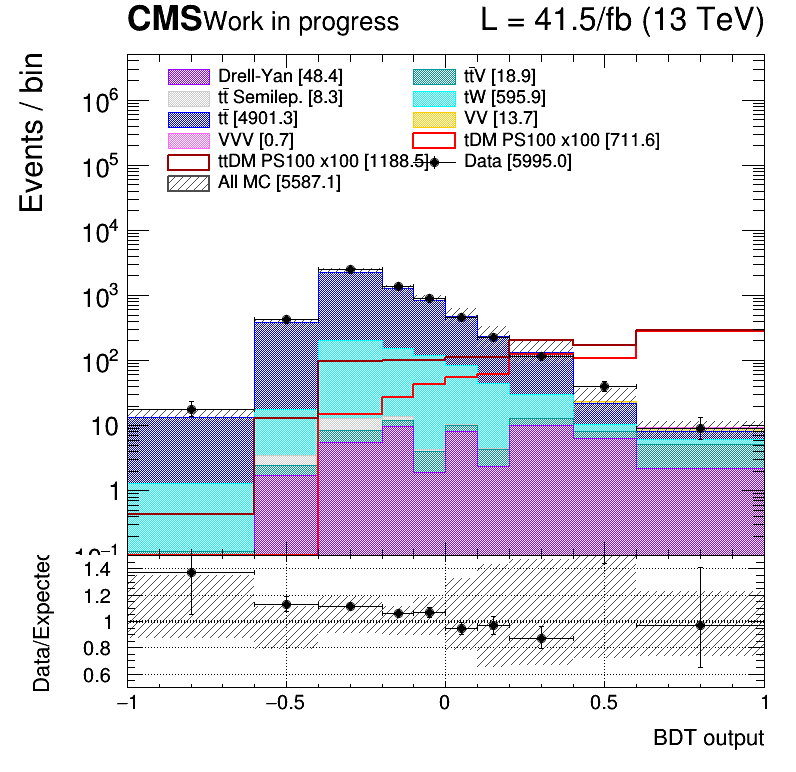 CMS Work in progress L = 41.5/fb (13 TeV)
Events / bin
Drell-Yan [48.4] tt̄V [18.9]
tt̄ Semilep. [8.3] tW [595.9]
tt̄ [4901.3] VV [13.7]
VVV [0.7] tDM PS100 x100 [711.6]
ttDM PS100 x100 [1188.5] Data [5995.0]
All MC [5587.1]
10⁶
10⁵
10⁴
10³
10²
10
1
10⁻¹
Data/Expected
1.4
1.2
1
0.8
0.6
−1 −0.5 0 0.5 1
BDT output